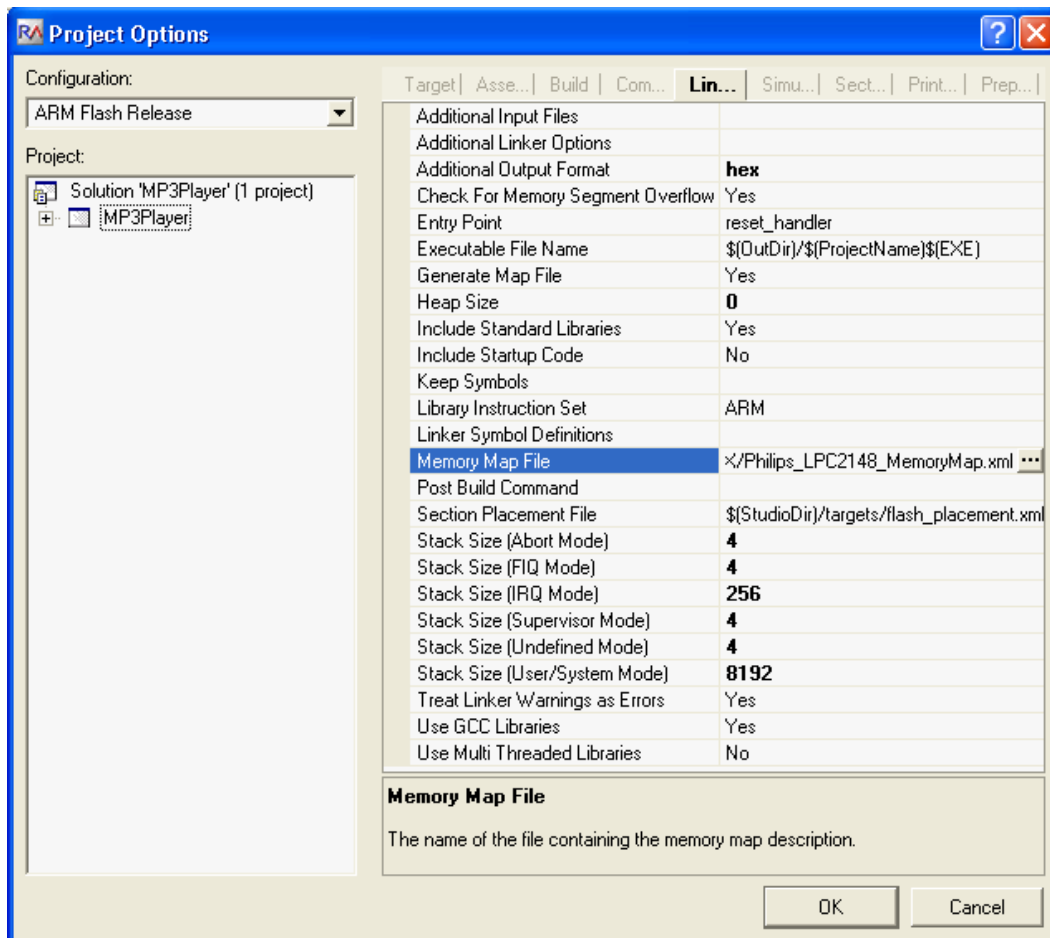 RA Project Options
Configuration:
ARM Flash Release
Project:
Solution 'MP3Player' (1 project)
MP3Player
Target Asse... Build Com... Lin... Simu... Sect... Print... Prep...
Additional Input Files
Additional Linker Options
Additional Output Format hex
Check For Memory Segment Overflow Yes
Entry Point reset_handler
Executable File Name $(OutDir)/$(ProjectName)$(EXE)
Generate Map File Yes
Heap Size 0
Include Standard Libraries Yes
Include Startup Code No
Keep Symbols
Library Instruction Set ARM
Linker Symbol Definitions
Memory Map File X/Philips_LPC2148_MemoryMap.xml ...
Post Build Command
Section Placement File $(StudioDir)/targets/flash_placement.xml
Stack Size (Abort Mode) 4
Stack Size (FIQ Mode) 4
Stack Size (IRQ Mode) 256
Stack Size (Supervisor Mode) 4
Stack Size (Undefined Mode) 4
Stack Size (User/System Mode) 8192
Treat Linker Warnings as Errors Yes
Use GCC Libraries Yes
Use Multi Threaded Libraries No
Memory Map File
The name of the file containing the memory map description.
OK Cancel